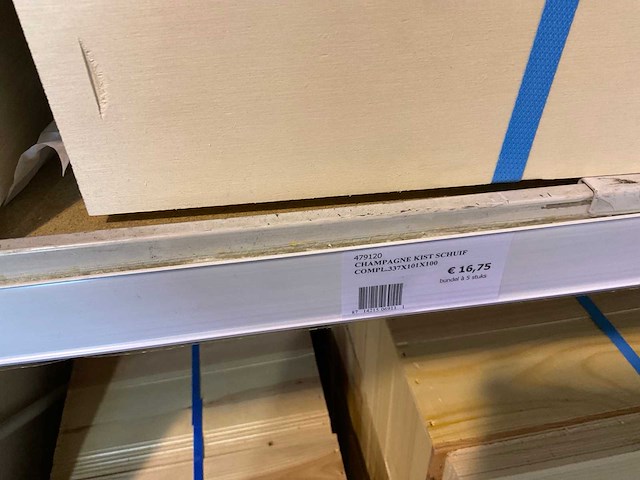 479120
CHAMPAGNE KIST SCHUIF
COMPL.337X101X100
€ 16,75
bundel à 5 stuks